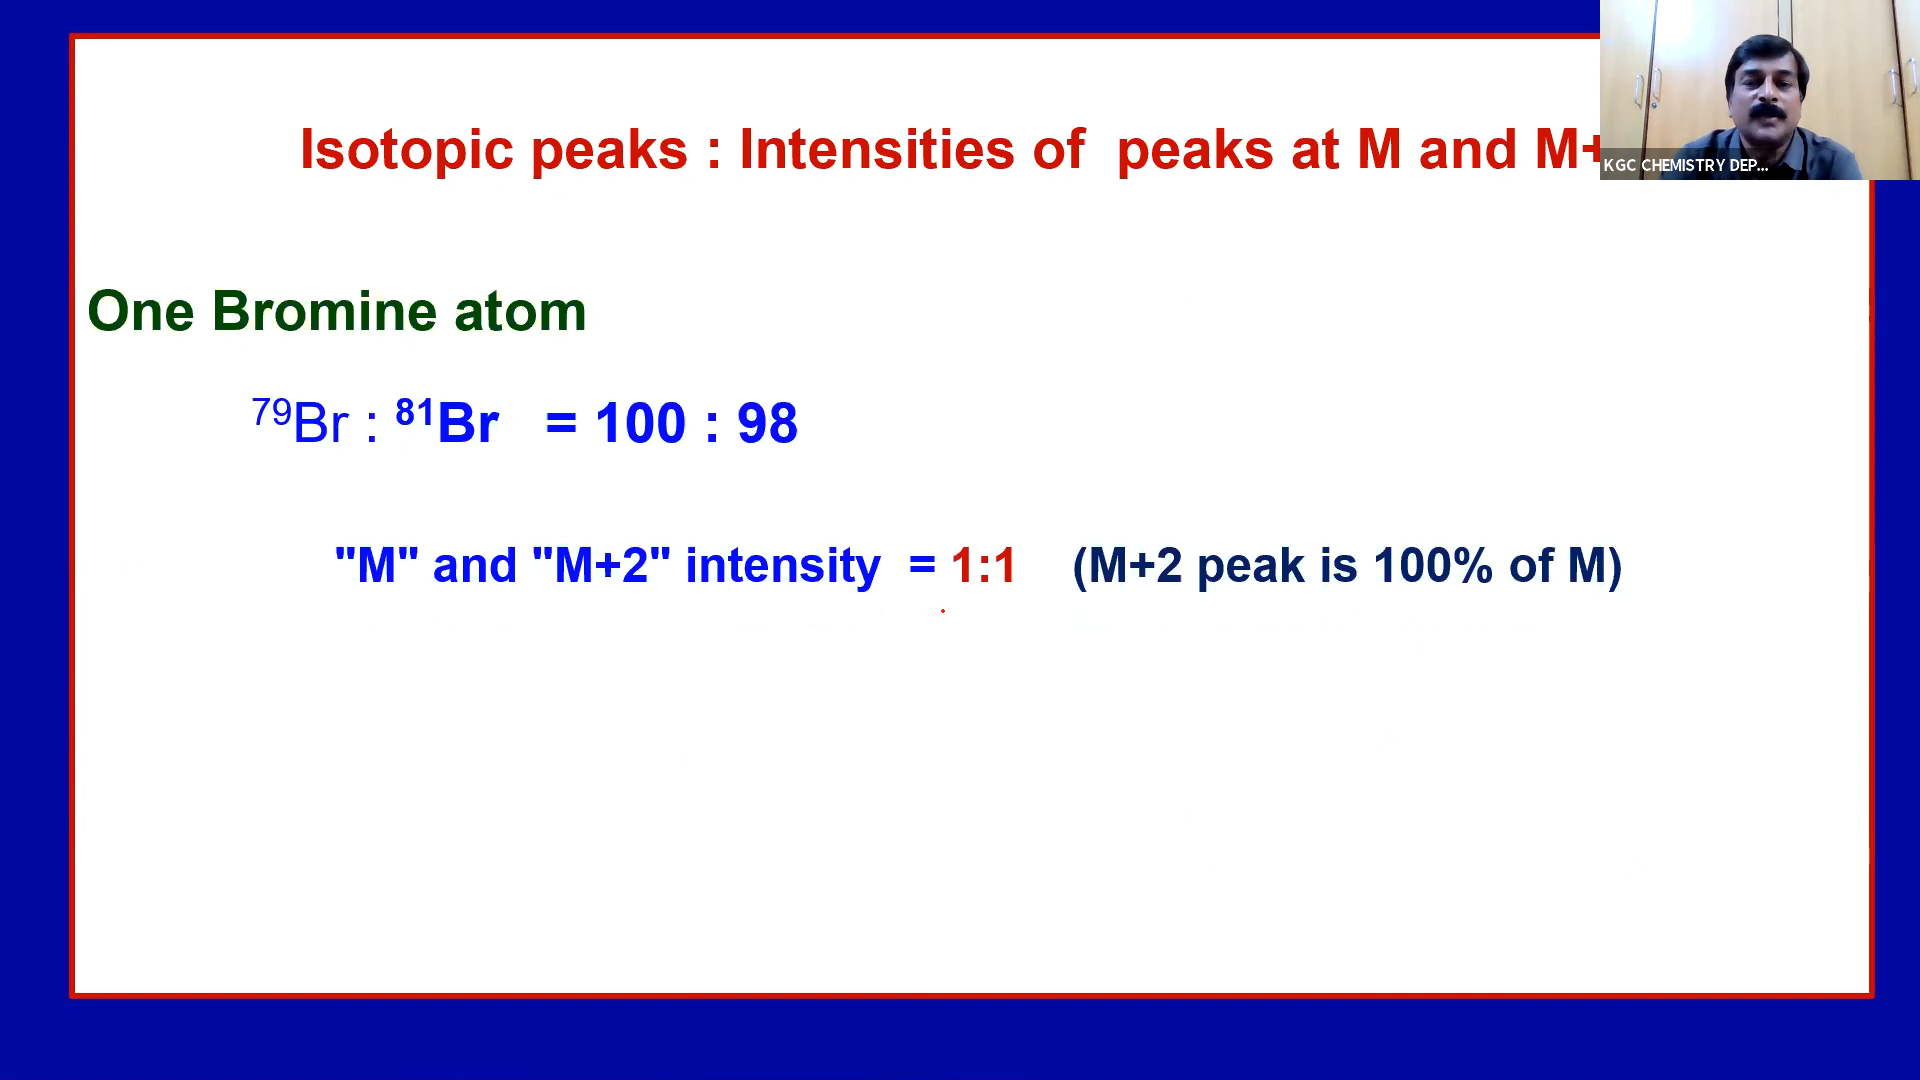 Isotopic peaks : Intensities of peaks at M and M+
KGC CHEMISTRY DEP...
One Bromine atom
⁷⁹Br : ⁸¹Br = 100 : 98
"M" and "M+2" intensity = 1:1 (M+2 peak is 100% of M)